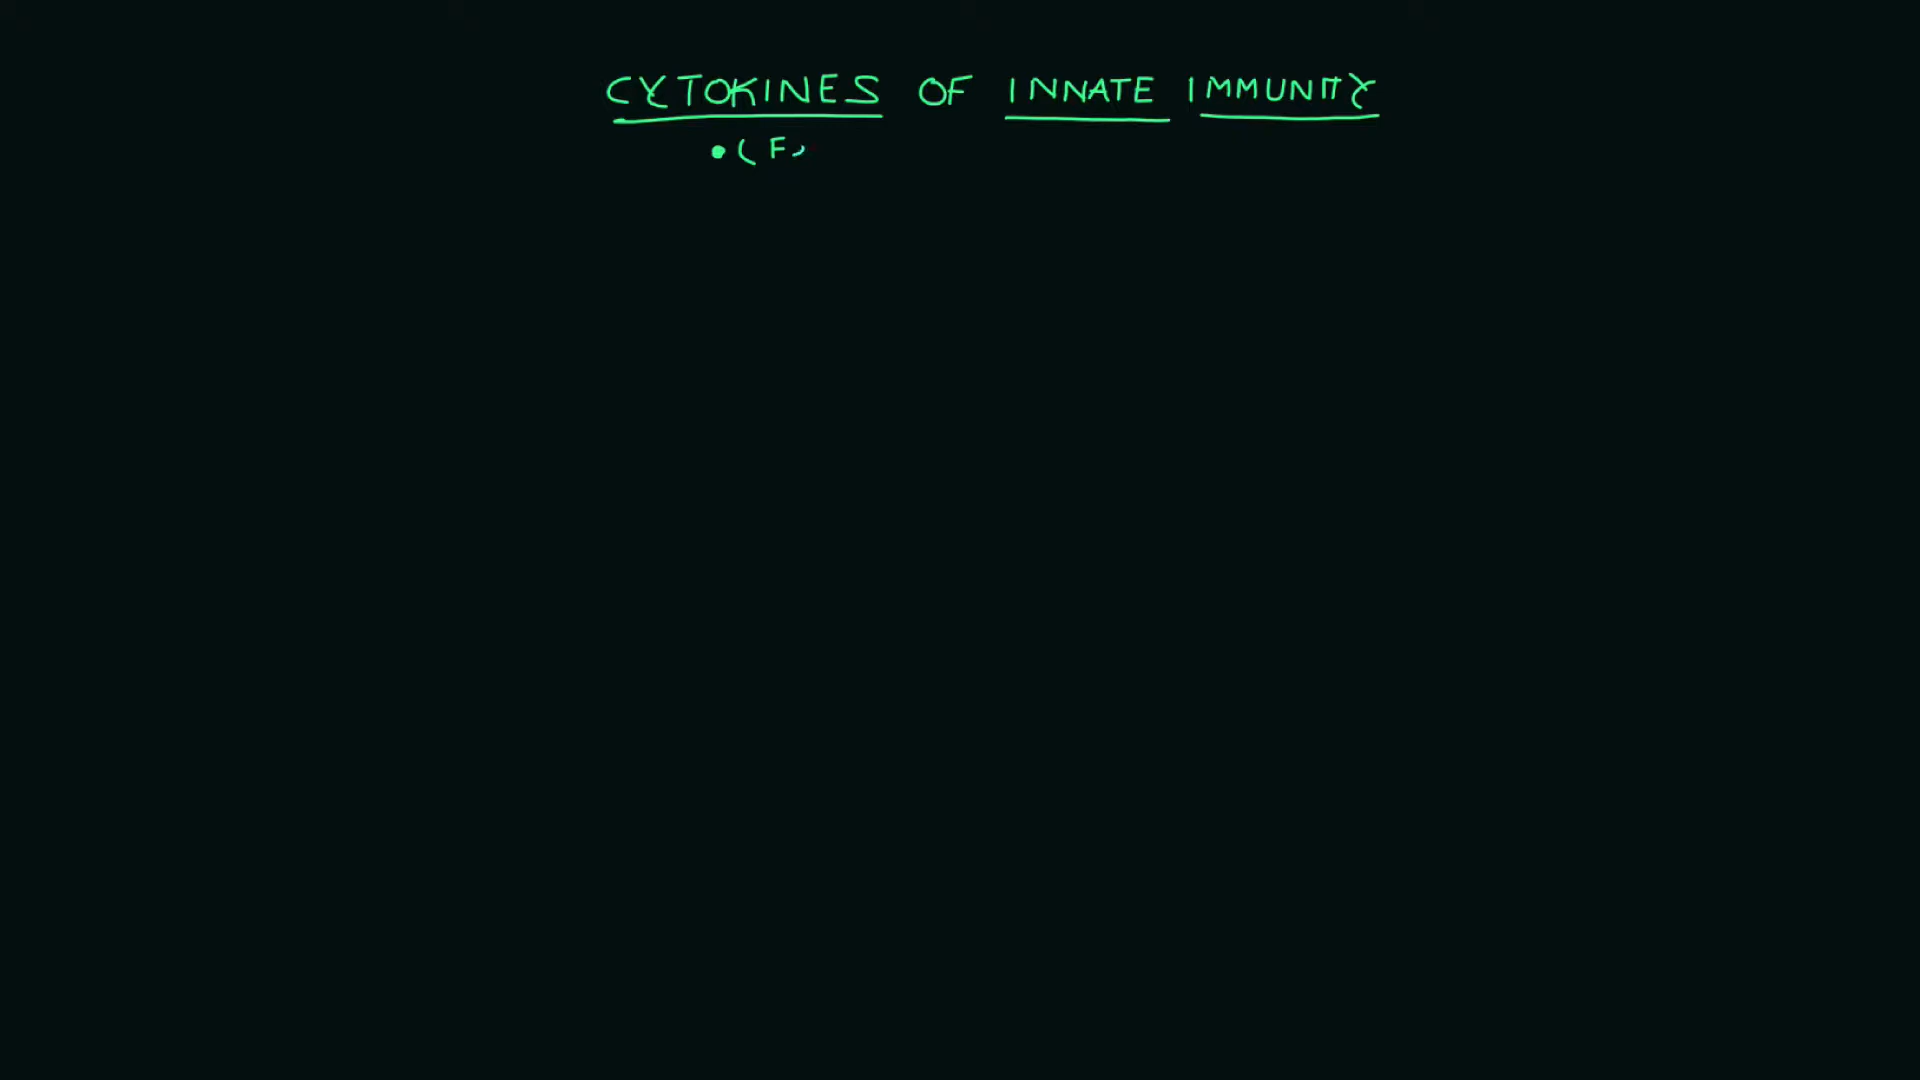 CYTOKINES OF INNATE IMMUNITY
• (F